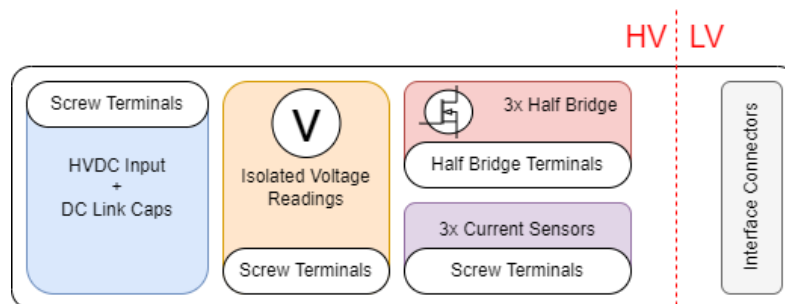 HV LV
Screw Terminals
HVDC Input
+
DC Link Caps
V
Isolated Voltage
Readings
Screw Terminals
3x Half Bridge
Half Bridge Terminals
3x Current Sensors
Screw Terminals
Interface Connectors